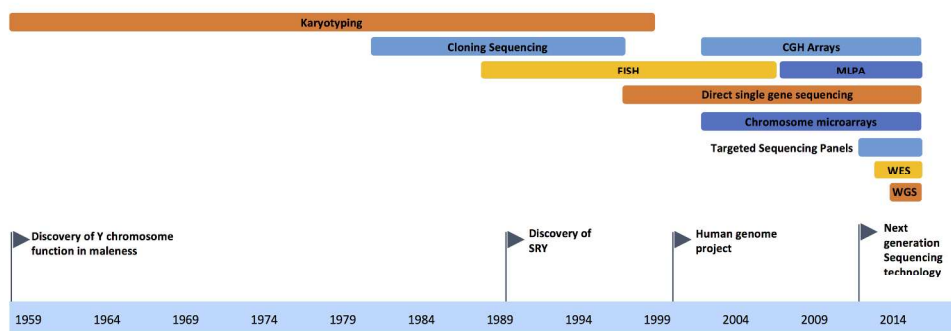 Karyotyping
Cloning Sequencing
CGH Arrays
FISH
MLPA
Direct single gene sequencing
Chromosome microarrays
Targeted Sequencing Panels
WES
WGS
Discovery of Y chromosome
function in maleness
Discovery of
SRY
Human genome
project
Next
generation
Sequencing
technology
1959 1964 1969 1974 1979 1984 1989 1994 1999 2004 2009 2014